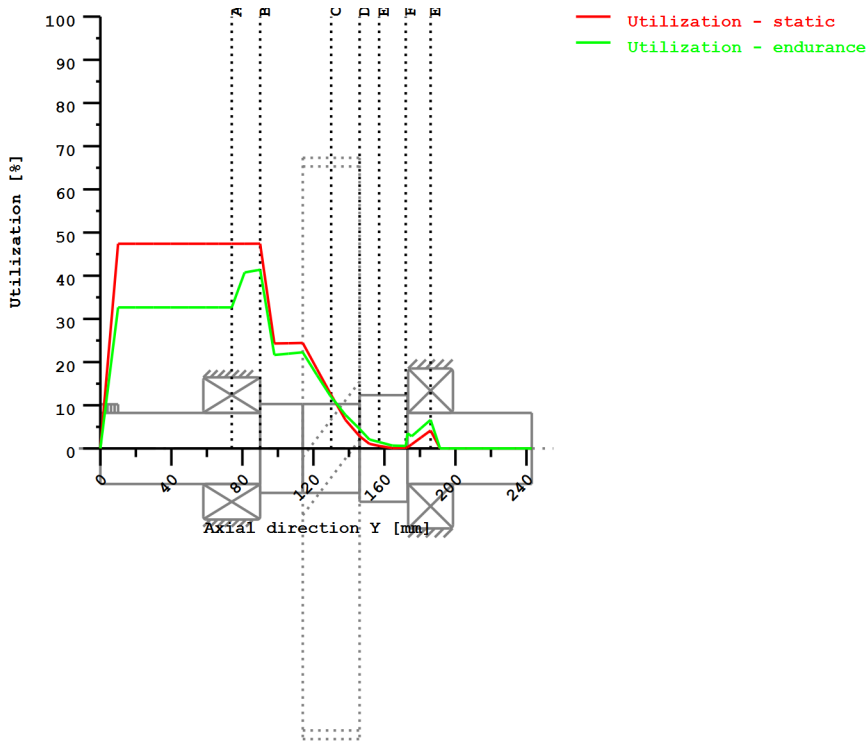 A B C D E F E
Utilization - static
Utilization - endurance
100
90
80
70
60
50
40
30
20
10
0
Utilization [%]
0 40 80 120 160 200 240
Axial direction Y [mm]